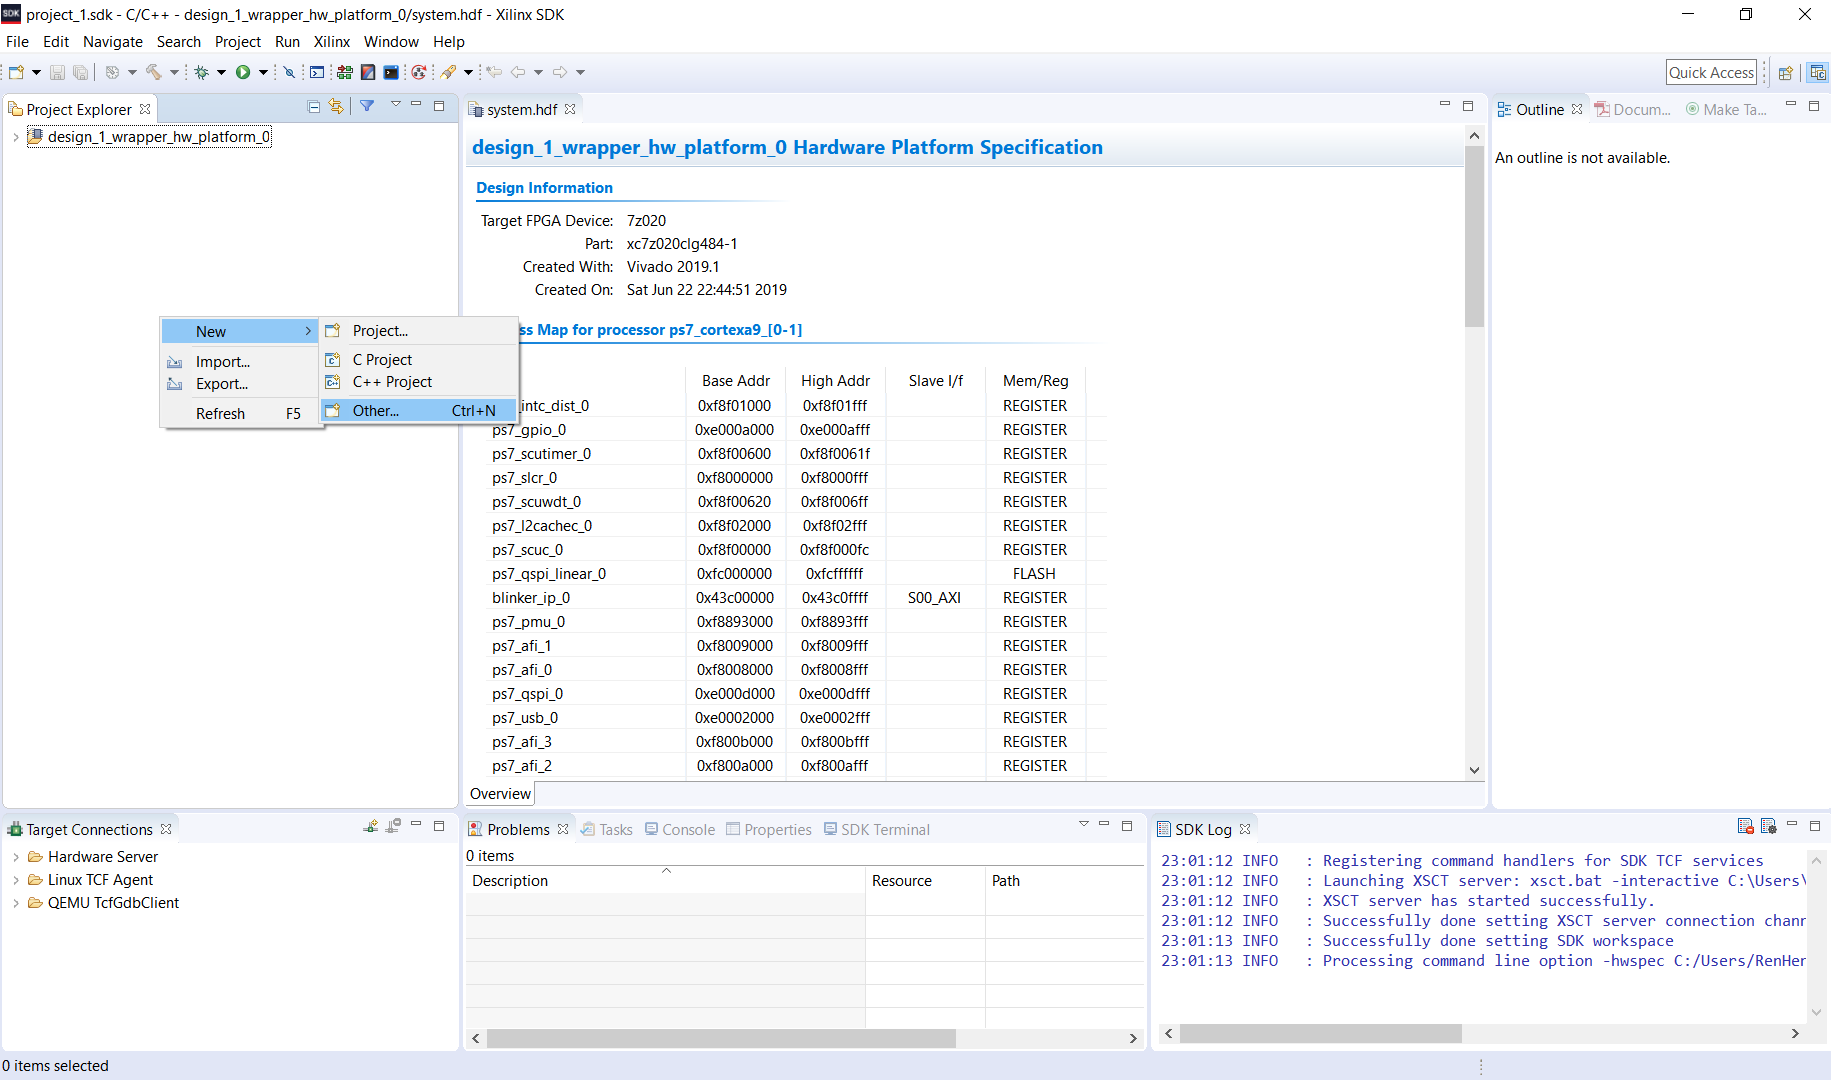 SDK project_1.sdk - C/C++ - design_1_wrapper_hw_platform_0/system.hdf - Xilinx SDK
File Edit Navigate Search Project Run Xilinx Window Help
Quick Access
Project Explorer
design_1_wrapper_hw_platform_0
New
Import...
Export...
Refresh F5
Project...
C Project
C++ Project
Other... Ctrl+N
system.hdf
design_1_wrapper_hw_platform_0 Hardware Platform Specification
Design Information
Target FPGA Device: 7z020
Part: xc7z020clg484-1
Created With: Vivado 2019.1
Created On: Sat Jun 22 22:44:51 2019
ss Map for processor ps7_cortexa9_[0-1]
Base Addr High Addr Slave I/f Mem/Reg
_intc_dist_0 0xf8f01000 0xf8f01fff REGISTER
ps7_gpio_0 0xe000a000 0xe000afff REGISTER
ps7_scutimer_0 0xf8f00600 0xf8f0061f REGISTER
ps7_slcr_0 0xf8000000 0xf8000fff REGISTER
ps7_scuwdt_0 0xf8f00620 0xf8f006ff REGISTER
ps7_l2cachec_0 0xf8f02000 0xf8f02fff REGISTER
ps7_scuc_0 0xf8f00000 0xf8f000fc REGISTER
ps7_qspi_linear_0 0xfc000000 0xfcffffff FLASH
blinker_ip_0 0x43c00000 0x43c0ffff S00_AXI REGISTER
ps7_pmu_0 0xf8893000 0xf8893fff REGISTER
ps7_afi_1 0xf8009000 0xf8009fff REGISTER
ps7_afi_0 0xf8008000 0xf8008fff REGISTER
ps7_qspi_0 0xe000d000 0xe000dfff REGISTER
ps7_usb_0 0xe0002000 0xe0002fff REGISTER
ps7_afi_3 0xf800b000 0xf800bfff REGISTER
ps7_afi_2 0xf800a000 0xf800afff REGISTER
Overview
Outline Docum... Make Ta...
An outline is not available.
Target Connections
Hardware Server
Linux TCF Agent
QEMU TcfGdbClient
Problems Tasks Console Properties SDK Terminal
0 items
Description Resource Path
SDK Log
23:01:12 INFO : Registering command handlers for SDK TCF services
23:01:12 INFO : Launching XSCT server: xsct.bat -interactive C:\Users\
23:01:12 INFO : XSCT server has started successfully.
23:01:12 INFO : Successfully done setting XSCT server connection chanr
23:01:13 INFO : Successfully done setting SDK workspace
23:01:13 INFO : Processing command line option -hwspec C:/Users/RenHer
0 items selected